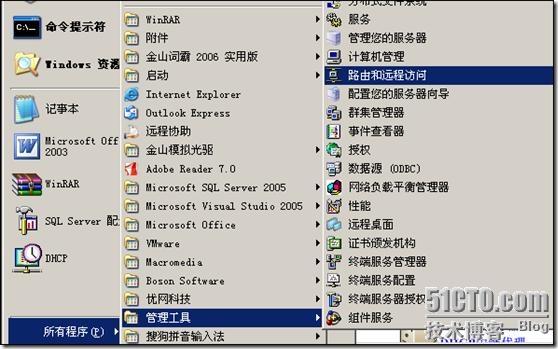 命令提示符
Windows 资源
记事本
Microsoft Off
2003
WinRAR
SQL Server 配
DHCP
所有程序(P)
WinRAR
附件
金山词霸 2006 实用版
启动
Internet Explorer
Outlook Express
远程协助
金山模拟光驱
Adobe Reader 7.0
Microsoft SQL Server 2005
Microsoft Visual Studio 2005
Microsoft Office
VMware
Macromedia
Boson Software
优网科技
管理工具
搜狗拼音输入法
分布式文件系统
服务
管理您的服务器
计算机管理
路由和远程访问
配置您的服务器向导
群集管理器
事件查看器
授权
数据源 (ODBC)
网络负载平衡管理器
性能
远程桌面
证书颁发机构
终端服务管理器
终端服务配置
终端服务器授权
组件服务
51CTO.com
技术博客 Blog